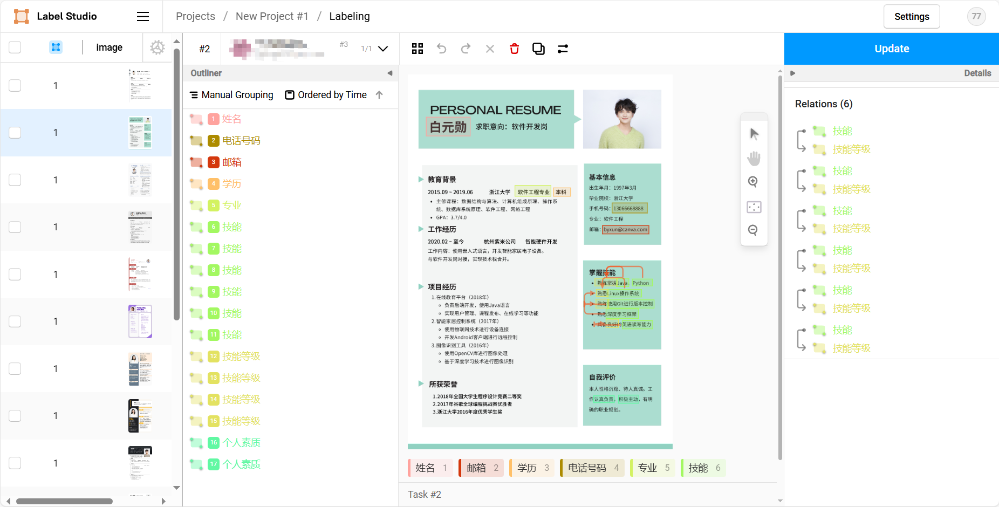 Label Studio
Projects / New Project #1 / Labeling
Settings
77
image
1
1
1
1
1
1
1
1
1
#2
#3
1/1
Outliner
Manual Grouping
Ordered by Time
1 姓名
2 电话号码
3 邮箱
4 学历
5 专业
6 技能
7 技能
8 技能
9 技能
10 技能
11 技能
12 技能等级
13 技能等级
14 技能等级
15 技能等级
16 个人素质
17 个人素质
PERSONAL RESUME
白元勋 求职意向：软件开发岗
教育背景
2015.09 ~ 2019.06 浙江大学 软件工程专业 本科
主修课程：数据结构与算法、计算机组成原理、操作系
统、数据库系统原理、软件工程、网络工程
GPA：3.7/4.0
工作经历
2020.02 ~ 至今 杭州紫米公司 智能硬件开发
工作内容：使用嵌入式语言，开发智能家居电子设备。
与软件开发岗对接，实现技术栈合并。
项目经历
1.在线教育平台（2018年）
负责后端开发，使用Java语言
实现用户管理、课程发布、在线学习等功能
2.智能家居控制系统（2017年）
使用物联网技术进行设备连接
开发Android客户端进行远程控制
3.图像识别工具（2016年）
使用OpenCV库进行图像处理
基于深度学习技术进行图像识别
所获荣誉
1.2018年全国大学生程序设计竞赛二等奖
2.2017年谷歌全球编程挑战赛优胜者
3.浙江大学2016年度优秀学生奖
基本信息
出生年月：1997年3月
毕业院校：浙江大学
手机号码：13066668888
专业：软件工程
邮箱：byxun@canva.com
掌握技能
熟练掌握Java、Python
熟悉Linux操作系统
熟练使用Git进行版本控制
熟悉深度学习框架
具备良好的英语读写能力
自我评价
本人性格沉稳、待人真诚。工
作认真负责，积极主动，有明
确的职业规划。
姓名 1
邮箱 2
学历 3
电话号码 4
专业 5
技能 6
Task #2
Update
Details
Relations (6)
技能
技能等级
技能
技能等级
技能
技能等级
技能
技能等级
技能
技能等级
技能
技能等级